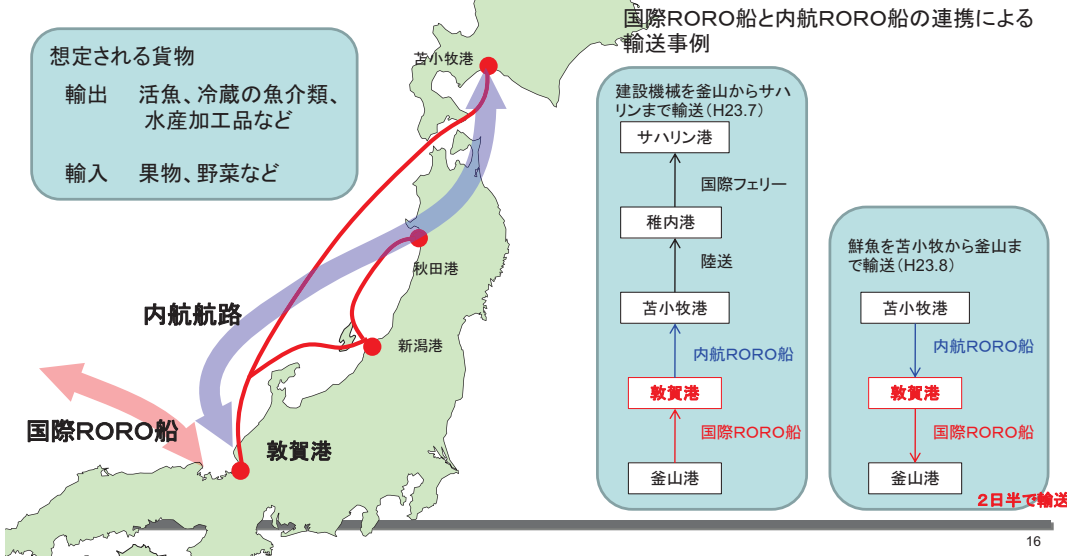 国際RORO船と内航RORO船の連携による
輸送事例
想定される貨物
輸出 活魚、冷蔵の魚介類、
水産加工品など
輸入 果物、野菜など
苫小牧港
秋田港
新潟港
内航航路
国際RORO船
敦賀港
建設機械を釜山からサハ
リンまで輸送(H23.7)
サハリン港
国際フェリー
稚内港
陸送
苫小牧港
内航RORO船
敦賀港
国際RORO船
釜山港
鮮魚を苫小牧から釜山ま
で輸送(H23.8)
苫小牧港
内航RORO船
敦賀港
国際RORO船
釜山港
2日半で輸送
16